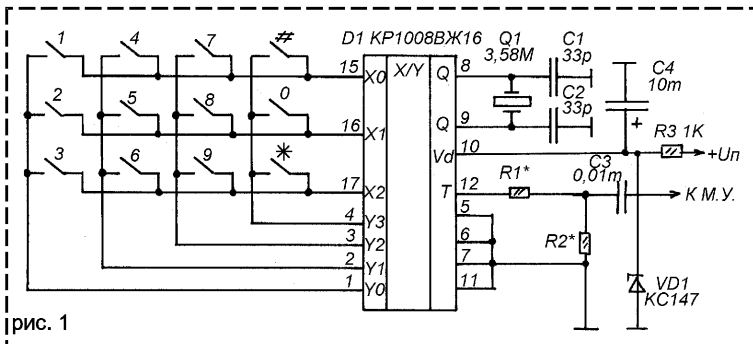 1 4 7 # D1 КР1008ВЖ16 Q1 C1
3,58М 33p C4
15 X0 X/Y Q 8 10m
2 5 8 0 C2
33p +
16 X1 Q 9 R3 1K
Vd 10 +Uп
3 6 9 * R1* C3
0,01m
17 X2 T 12 К М.У.
4 Y3 5
3 Y2 6 R2*
2 Y1 7 VD1
1 Y0 11 KC147
рис. 1